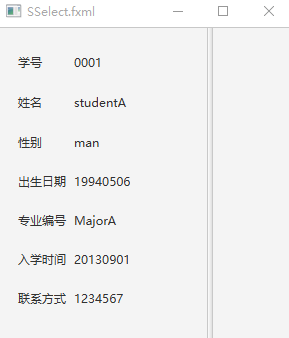 SSelect.fxml
学号 0001
姓名 studentA
性别 man
出生日期 19940506
专业编号 MajorA
入学时间 20130901
联系方式 1234567